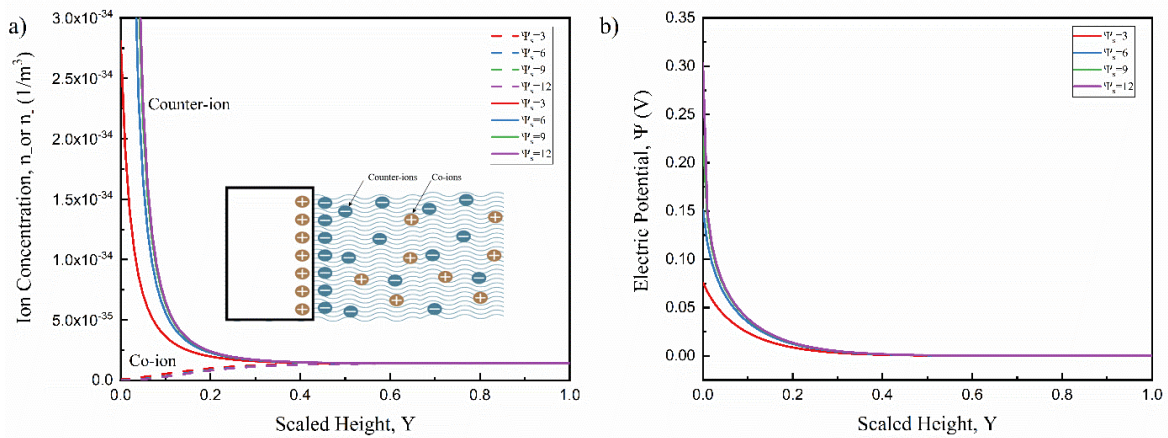 a)
Ion Concentration, n_or n₊ (1/m³)
3.0x10⁻³⁴
2.5x10⁻³⁴
2.0x10⁻³⁴
1.5x10⁻³⁴
1.0x10⁻³⁴
5.0x10⁻³⁵
0.0
Ψₛ=3
Ψₛ=6
Ψₛ=9
Ψₛ=12
Ψₛ=3
Ψₛ=6
Ψₛ=9
Ψₛ=12
Counter-ion
Counter-ions
Co-ions
Co-ion
0.0 0.2 0.4 0.6 0.8 1.0
Scaled Height, Y
b)
Electric Potential, Ψ (V)
0.35
0.30
0.25
0.20
0.15
0.10
0.05
0.00
Ψₛ=3
Ψₛ=6
Ψₛ=9
Ψₛ=12
0.0 0.2 0.4 0.6 0.8 1.0
Scaled Height, Y